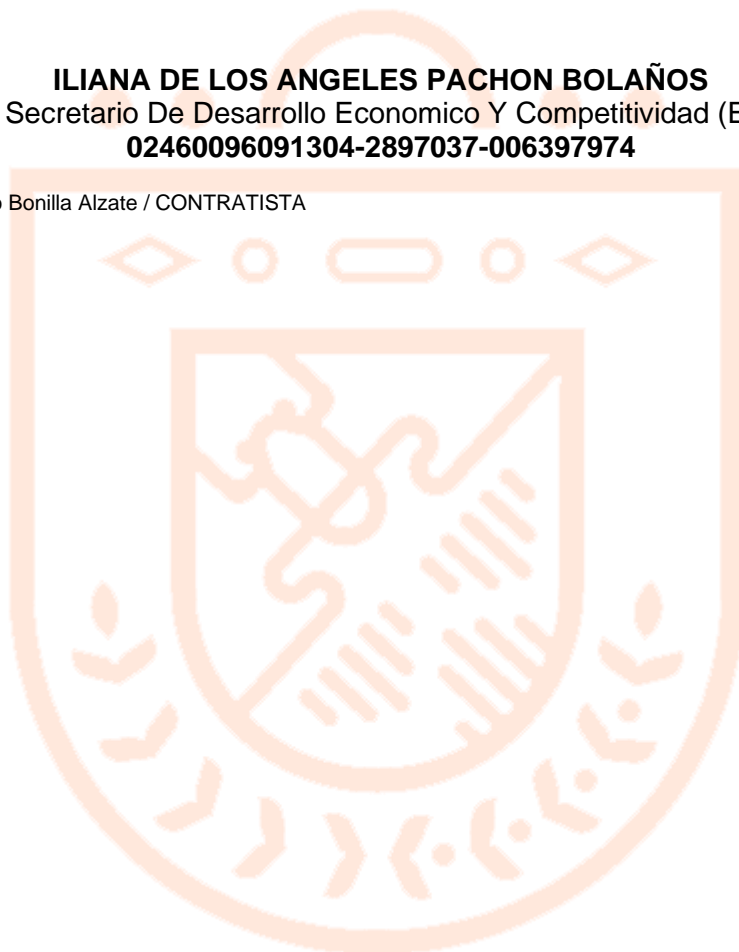 ILIANA DE LOS ANGELES PACHON BOLAÑOS
Secretario De Desarrollo Economico Y Competitividad (E
02460096091304-2897037-006397974
Bonilla Alzate / CONTRATISTA